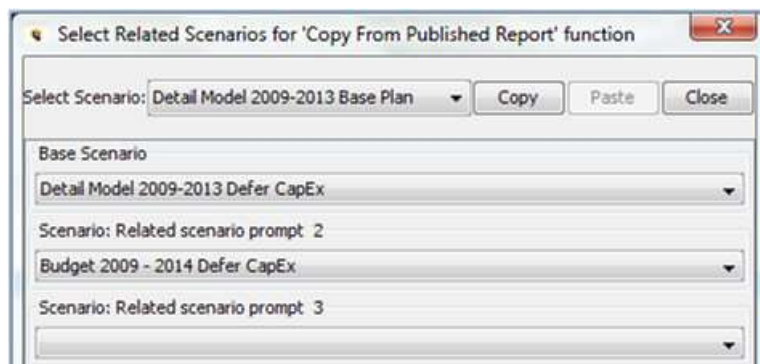 Select Related Scenarios for 'Copy From Published Report' function
Select Scenario: Detail Model 2009-2013 Base Plan Copy Paste Close
Base Scenario
Detail Model 2009-2013 Defer CapEx
Scenario: Related scenario prompt 2
Budget 2009 - 2014 Defer CapEx
Scenario: Related scenario prompt 3